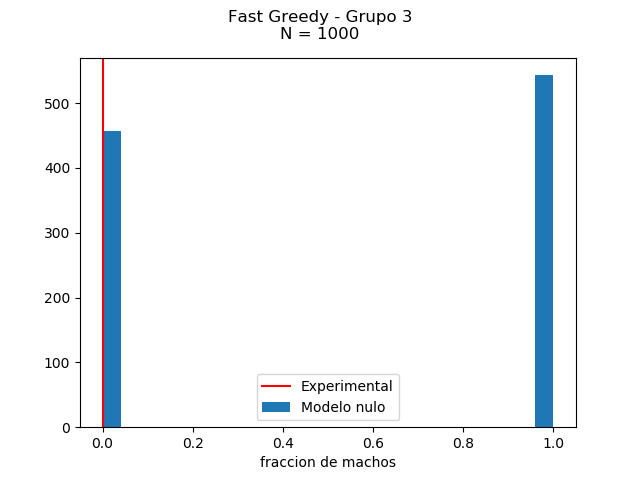 Fast Greedy - Grupo 3
N = 1000
500
400
300
200
100
0
0.0 0.2 0.4 0.6 0.8 1.0
fraccion de machos
Experimental
Modelo nulo